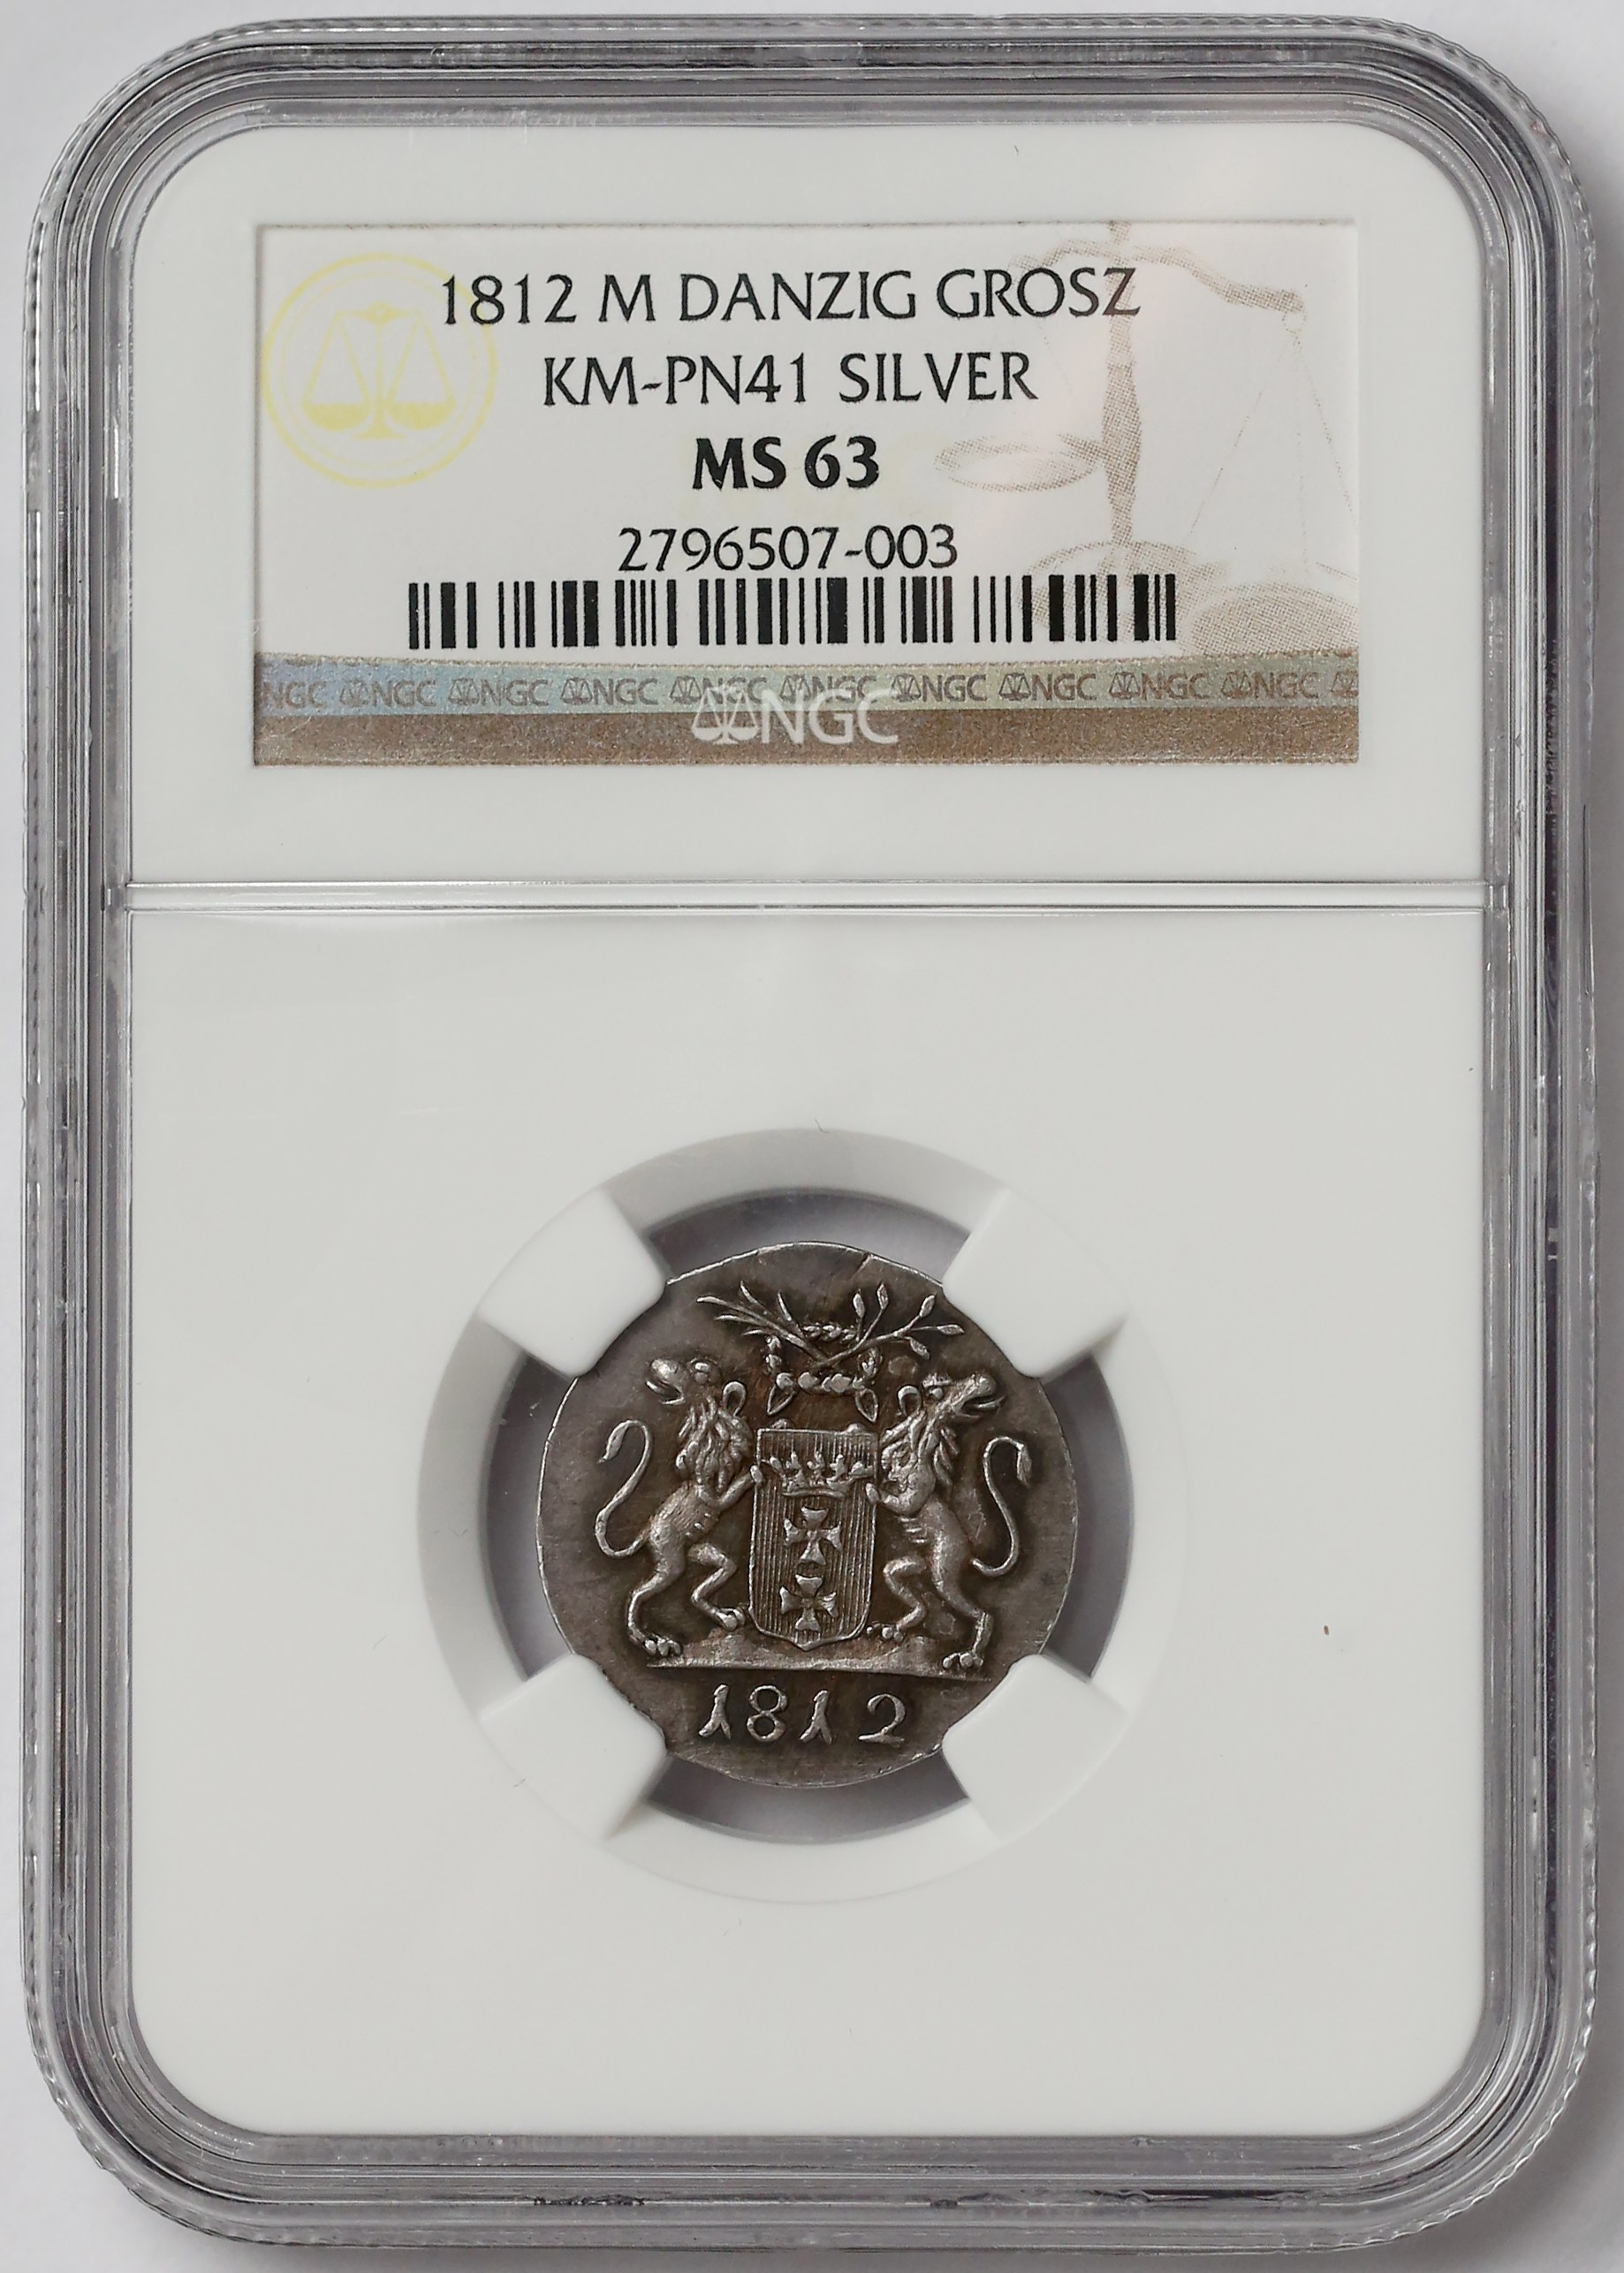 1812 M DANZIG GROSZ
KM-PN41 SILVER
MS 63
2796507-003
NGC NGC NGC NGC NGC NGC NGC NGC NGC NGC
NGC
1812